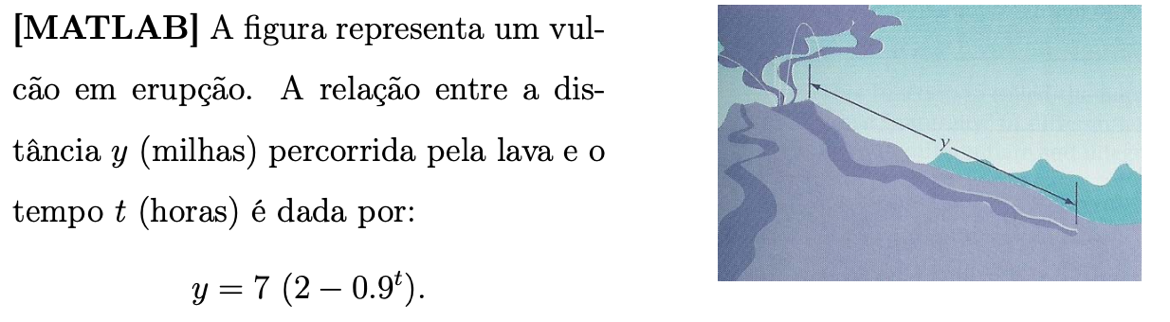 [MATLAB] A figura representa um vul-
cão em erupção. A relação entre a dis-
tância y (milhas) percorrida pela lava e o
tempo t (horas) é dada por:
y = 7 (2 − 0.9^t).
y